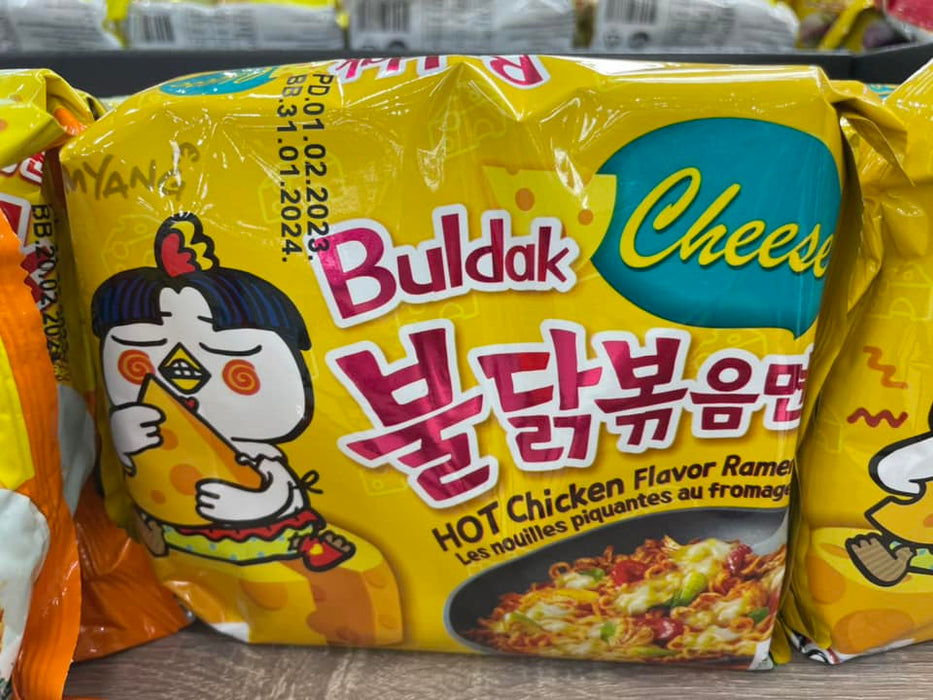 PD.01.02.2023.
BB.31.01.2024.
MYANG
Buldak
Cheese
불닭볶음면
HOT Chicken Flavor Ramen
Les nouilles piquantes au fromage